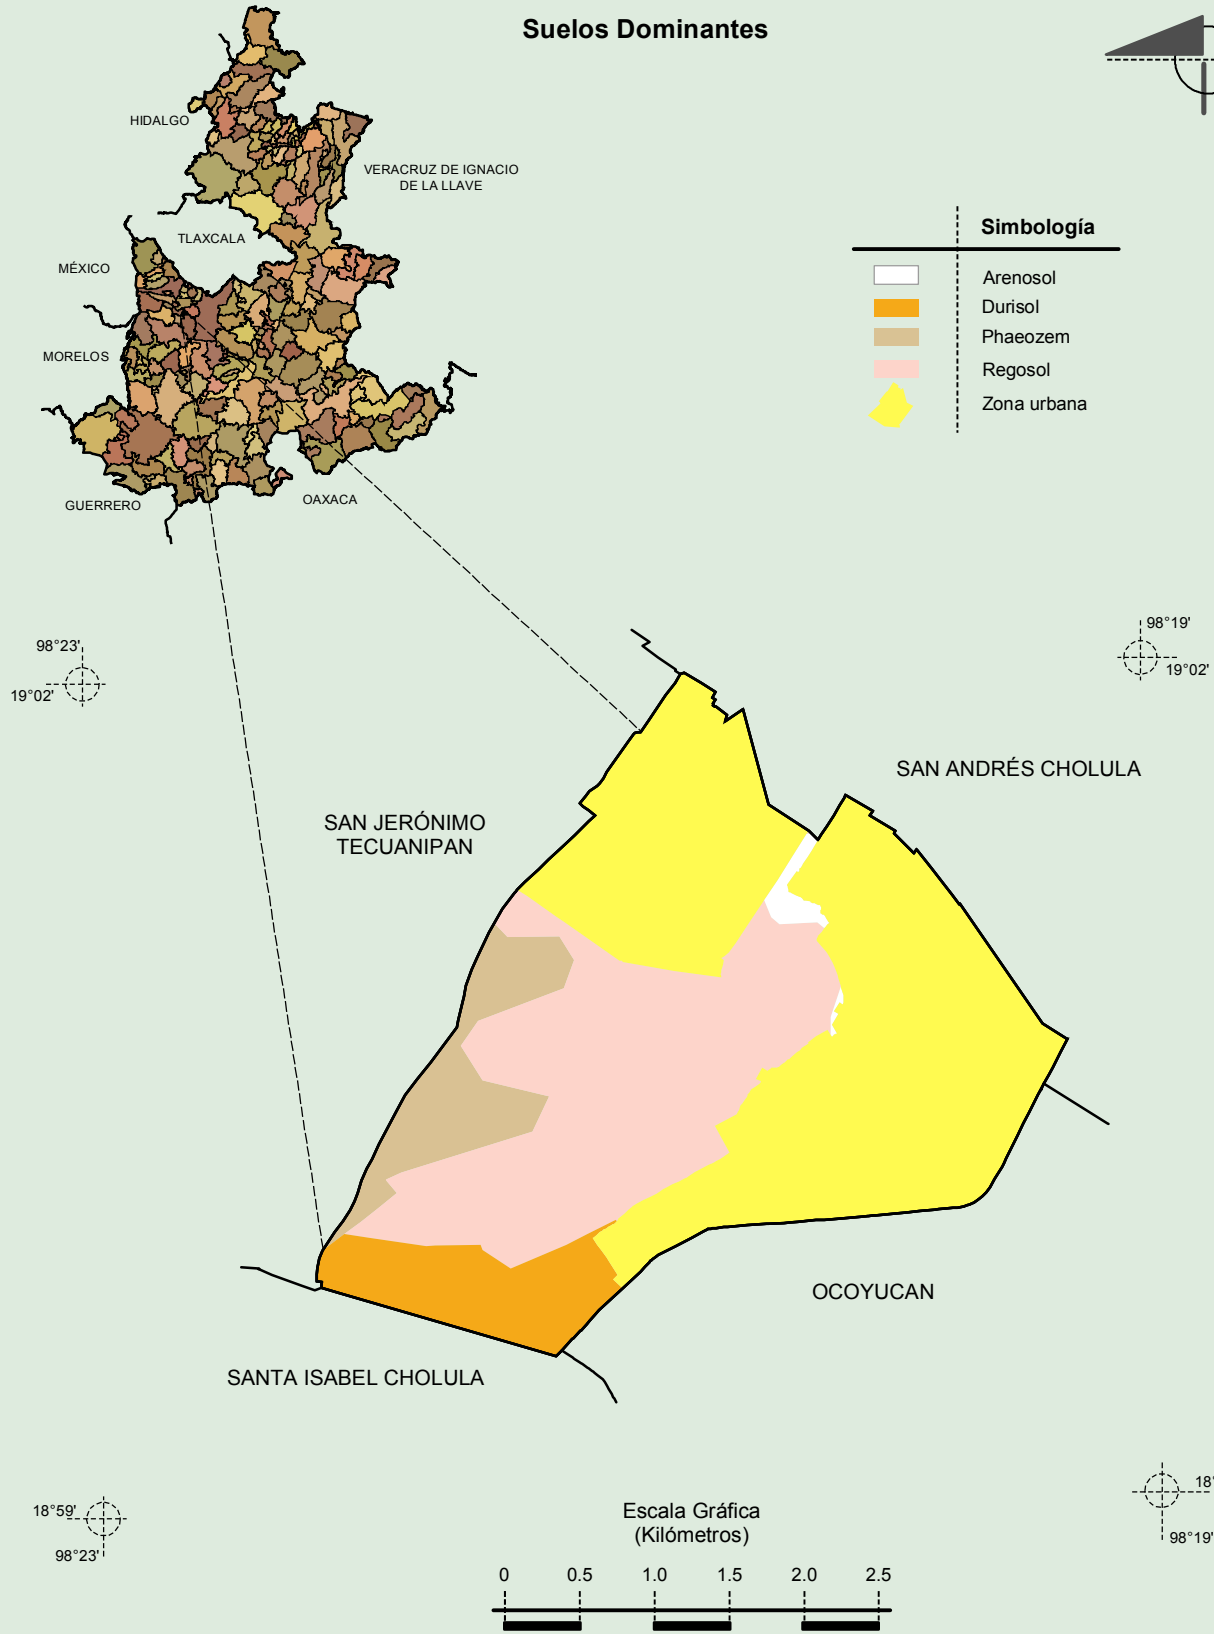 Suelos Dominantes
HIDALGO
VERACRUZ DE IGNACIO
DE LA LLAVE
TLAXCALA
MÉXICO
MORELOS
GUERRERO
OAXACA
Simbología
Arenosol
Durisol
Phaeozem
Regosol
Zona urbana
98°23'
19°02'
98°19'
19°02'
SAN ANDRÉS CHOLULA
SAN JERÓNIMO
TECUANIPAN
OCOYUCAN
SANTA ISABEL CHOLULA
18°59'
98°23'
18°
98°19'
Escala Gráfica
(Kilómetros)
0 0.5 1.0 1.5 2.0 2.5